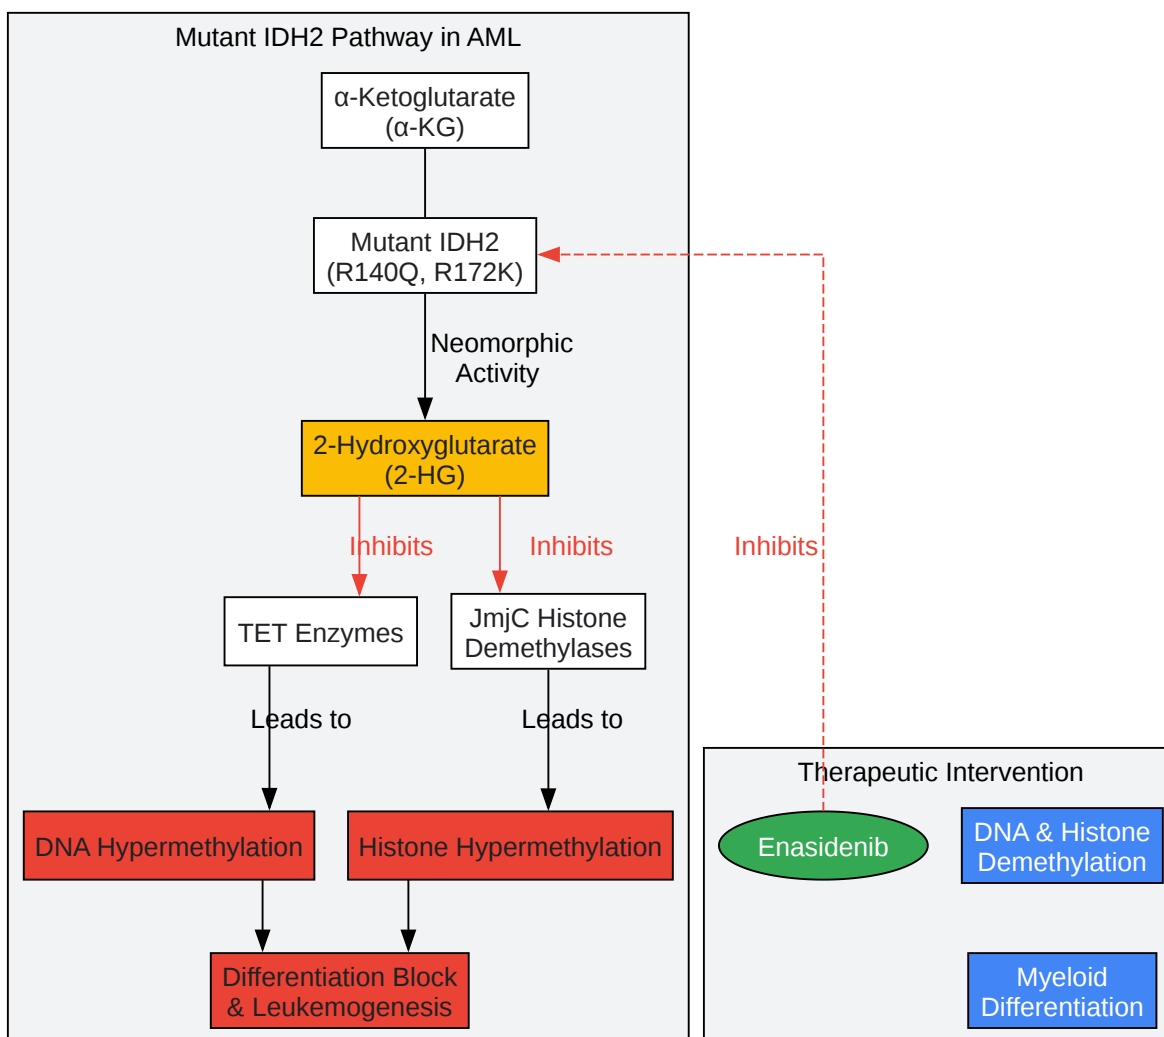 Mutant IDH2 Pathway in AML
α-Ketoglutarate
(α-KG)
Mutant IDH2
(R140Q, R172K)
Neomorphic
Activity
2-Hydroxyglutarate
(2-HG)
Inhibits
Inhibits
Inhibits
TET Enzymes
JmjC Histone
Demethylases
Leads to
Leads to
DNA Hypermethylation
Histone Hypermethylation
Differentiation Block
& Leukemogenesis
Therapeutic Intervention
Enasidenib
DNA & Histone
Demethylation
Myeloid
Differentiation